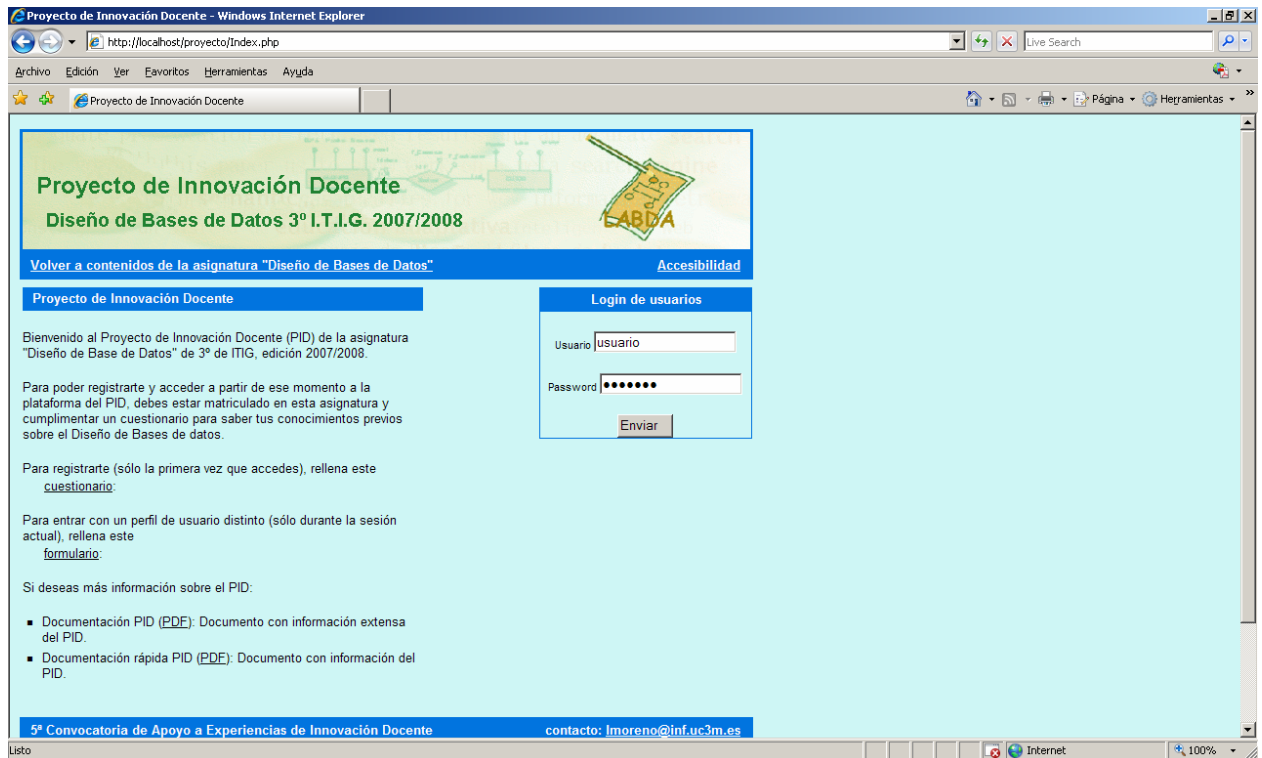 Proyecto de Innovación Docente - Windows Internet Explorer
http://localhost/proyecto/Index.php
Live Search
Archivo Edición Ver Favoritos Herramientas Ayuda
Proyecto de Innovación Docente
Página Herramientas
Proyecto de Innovación Docente
Diseño de Bases de Datos 3º I.T.I.G. 2007/2008
LABDA
Volver a contenidos de la asignatura "Diseño de Bases de Datos"
Accesibilidad
Proyecto de Innovación Docente
Bienvenido al Proyecto de Innovación Docente (PID) de la asignatura
"Diseño de Base de Datos" de 3º de ITIG, edición 2007/2008.
Para poder registrarte y acceder a partir de ese momento a la
plataforma del PID, debes estar matriculado en esta asignatura y
cumplimentar un cuestionario para saber tus conocimientos previos
sobre el Diseño de Bases de datos.
Para registrarte (sólo la primera vez que accedes), rellena este
cuestionario:
Para entrar con un perfil de usuario distinto (sólo durante la sesión
actual), rellena este
formulario:
Si deseas más información sobre el PID:
Documentación PID (PDF): Documento con información extensa
del PID.
Documentación rápida PID (PDF): Documento con información del
PID.
Login de usuarios
Usuario usuario
Password •••••••
Enviar
5ª Convocatoria de Apoyo a Experiencias de Innovación Docente
contacto: lmoreno@inf.uc3m.es
Listo
Internet
100%